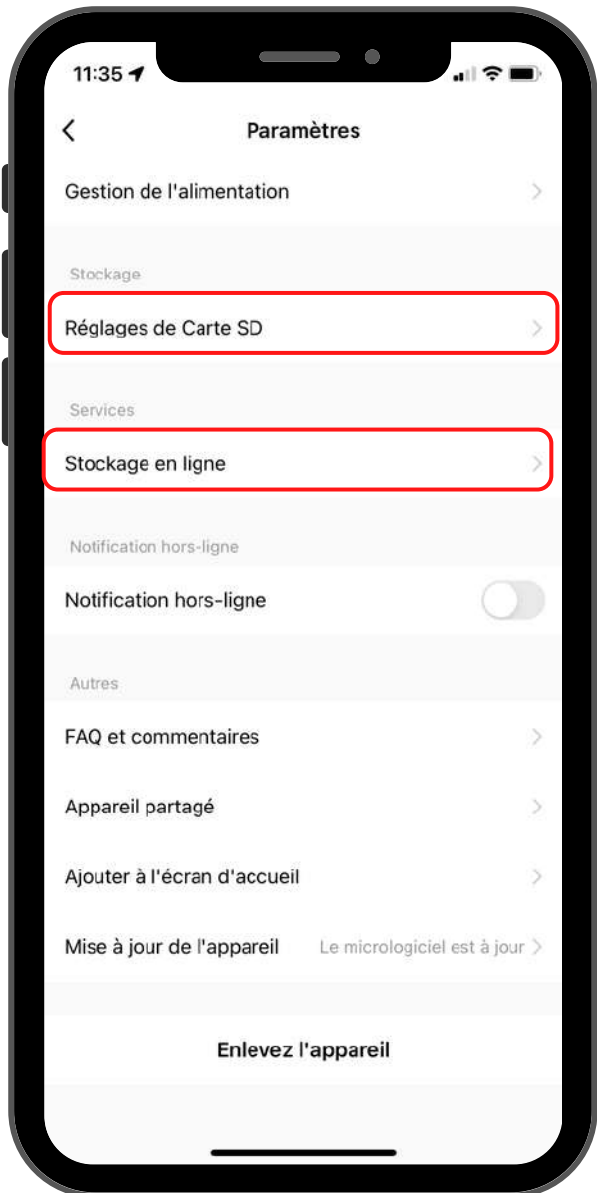 11:35
Paramètres
Gestion de l'alimentation
Stockage
Réglages de Carte SD
Services
Stockage en ligne
Notification hors-ligne
Notification hors-ligne
Autres
FAQ et commentaires
Appareil partagé
Ajouter à l'écran d'accueil
Mise à jour de l'appareil Le micrologiciel est à jour
Enlevez l'appareil